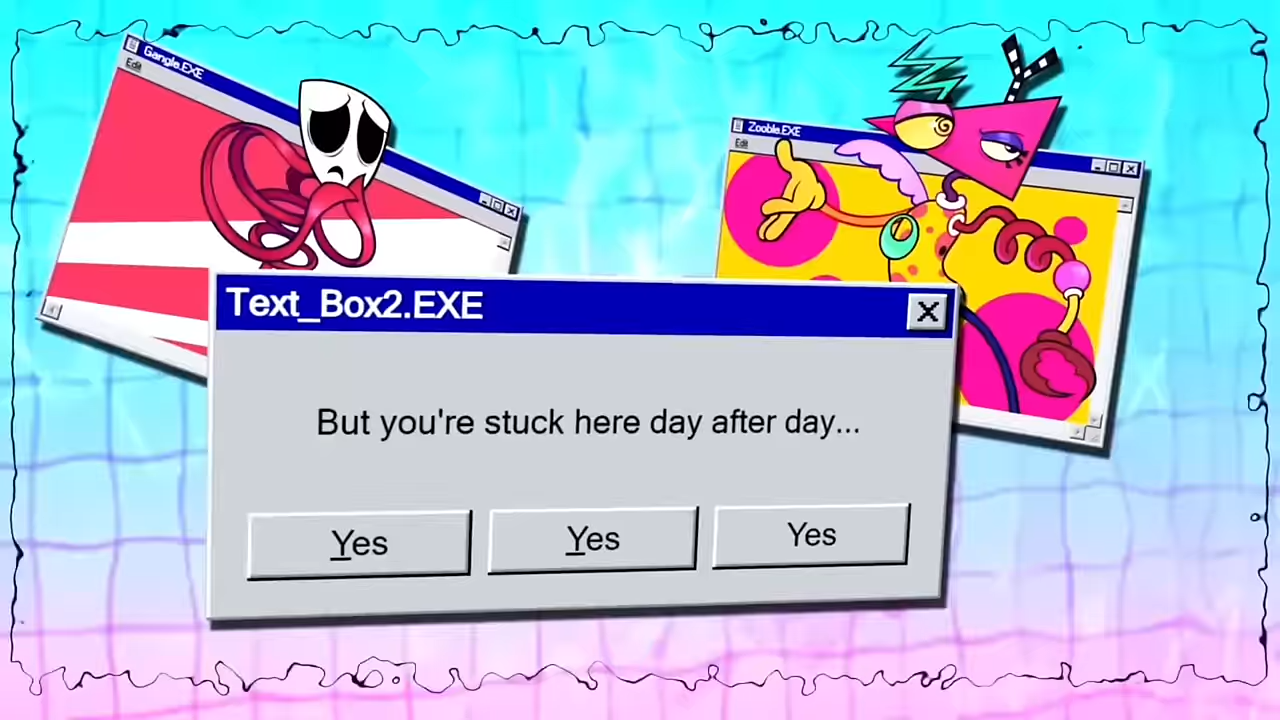 Gangle.EXE
Edit
Zooble.EXE
Edit
Text_Box2.EXE
But you're stuck here day after day...
Yes
Yes
Yes